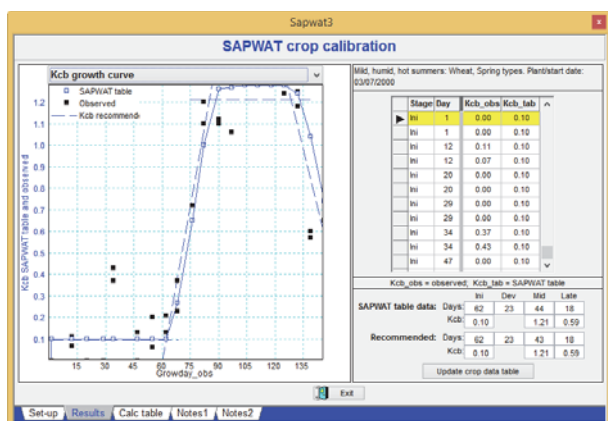 Sapwat3
x
SAPWAT crop calibration
Kcb growth curve
SAPWAT table
Observed
Kcb recommende
Kcb SAPWAT table and observed
1.2
1.1
1.0
0.9
0.8
0.7
0.6
0.5
0.4
0.3
0.2
0.1
15 30 45 60 75 90 105 120 135
Growday_obs
Mild, humid, hot summers: Wheat, Spring types. Plant/start date:
03/07/2000
Stage Day Kcb_obs Kcb_tab
Ini 1 0.00 0.10
Ini 1 0.00 0.10
Ini 12 0.11 0.10
Ini 12 0.07 0.10
Ini 20 0.00 0.10
Ini 20 0.00 0.10
Ini 29 0.00 0.10
Ini 29 0.00 0.10
Ini 34 0.37 0.10
Ini 34 0.43 0.10
Ini 47 0.00 0.10
Kcb_obs = observed; Kcb_tab = SAPWAT table
Ini Dev Mid Late
SAPWAT table data: Days: 62 23 44 18
Kcb: 0.10 1.21 0.59
Recommended: Days: 62 23 43 18
Kcb: 0.10 1.21 0.59
Update crop data table
Exit
Set-up Results Calc table Notes1 Notes2